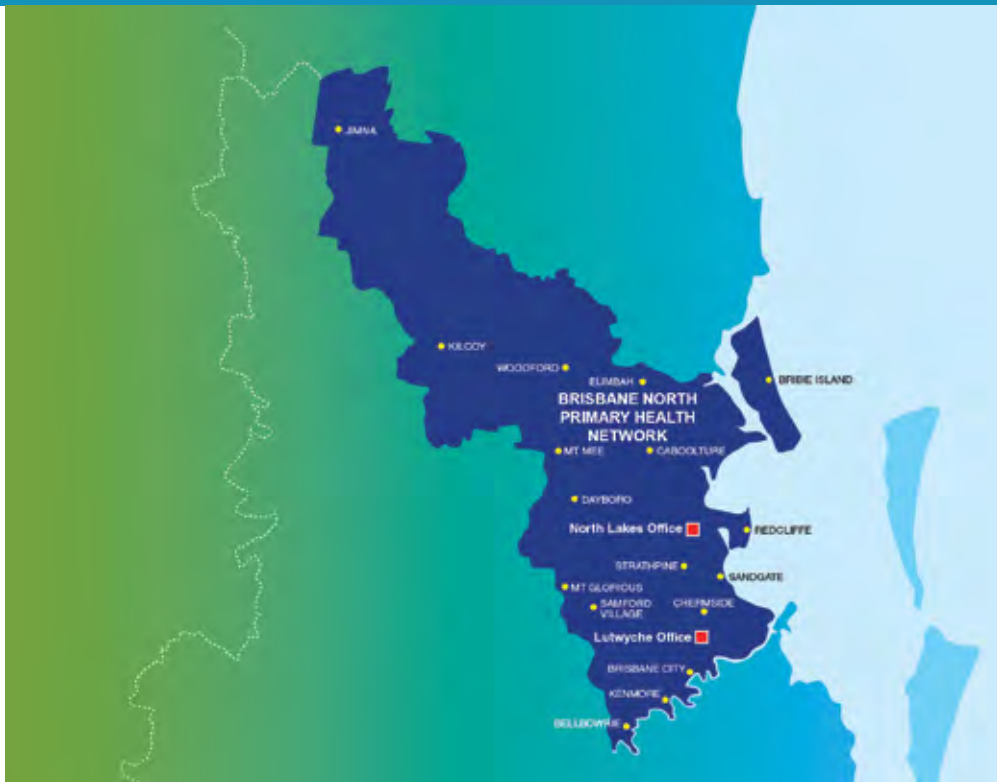 JIMNA
KILCOY
WOODFORD
ELIMBAH
BRIBIE ISLAND
BRISBANE NORTH
PRIMARY HEALTH
NETWORK
MT MEE
CABOOLTURE
DAYBORO
North Lakes Office
REDCLIFFE
STRATHPINE
SANDGATE
MT GLORIOUS
SAMFORD
VILLAGE
CHERMSIDE
Lutwyche Office
BRISBANE CITY
KENMORE
BELLBOWRIE